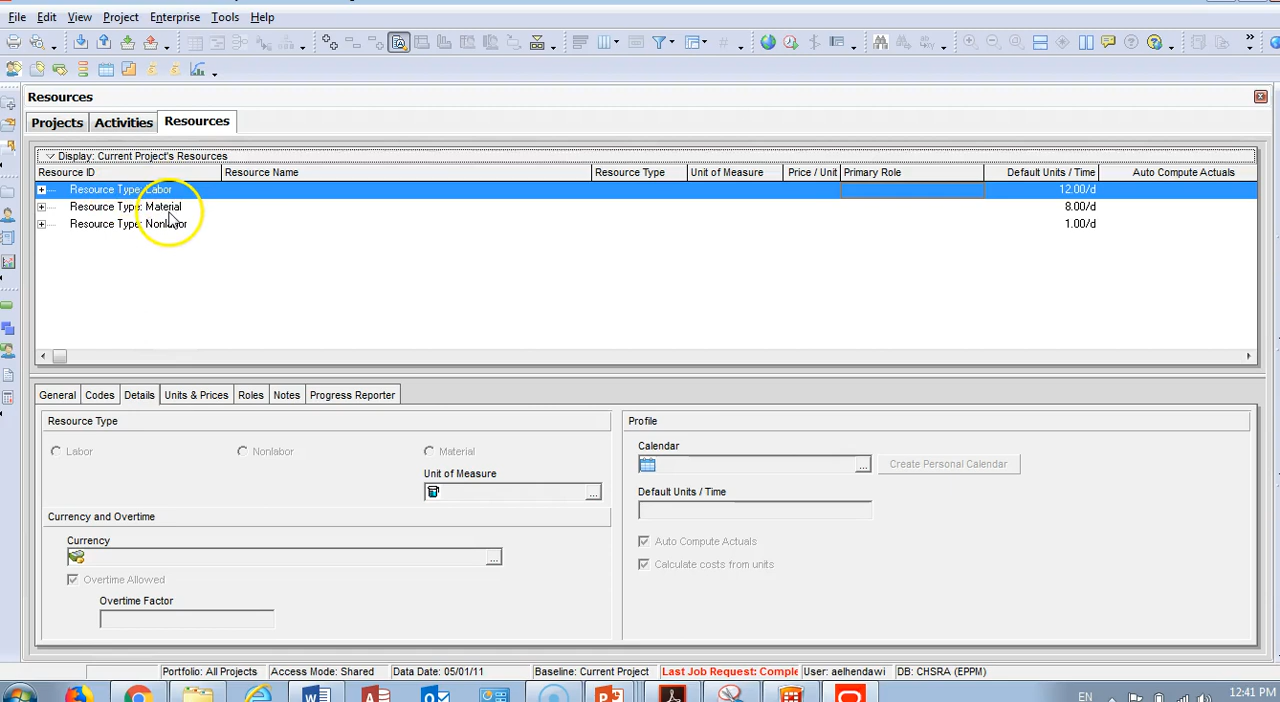 File Edit View Project Enterprise Tools Help
Resources
Projects Activities Resources
Display: Current Project's Resources
Resource ID Resource Name Resource Type Unit of Measure Price / Unit Primary Role Default Units / Time Auto Compute Actuals
Resource Type: Labor 12.00/d
Resource Type: Material 8.00/d
Resource Type: Nonlabor 1.00/d
General Codes Details Units & Prices Roles Notes Progress Reporter
Resource Type Profile
Labor Nonlabor Material
Calendar
... Create Personal Calendar
Unit of Measure
...
Default Units / Time
Currency and Overtime
Currency
...
Auto Compute Actuals
Calculate costs from units
Overtime Allowed
Overtime Factor
Portfolio: All Projects Access Mode: Shared Data Date: 05/01/11 Baseline: Current Project Last Job Request: Comple User: aelhendawi DB: CHSRA (EPPM)
EN 12:41 PM